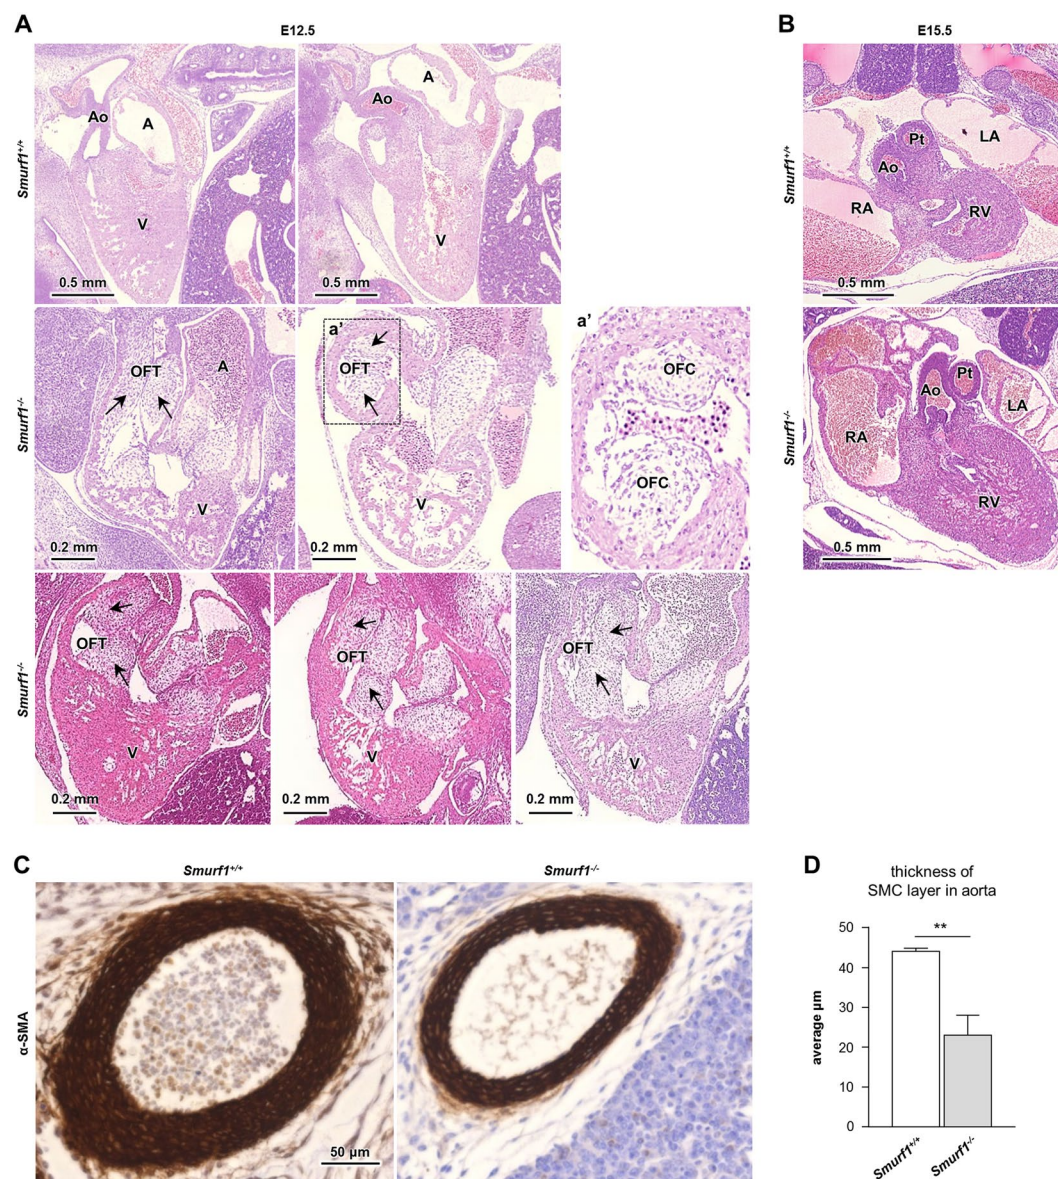 A
E12.5
Smurf1+/+
Ao
A
V
0.5 mm
Ao
A
V
0.5 mm
Smurf1-/-
OFT
A
V
0.2 mm
a'
OFT
V
0.2 mm
a'
OFC
OFC
Smurf1-/-
OFT
V
0.2 mm
OFT
V
0.2 mm
OFT
V
0.2 mm
B
E15.5
Smurf1+/+
Pt
LA
Ao
RA
RV
0.5 mm
Smurf1-/-
Pt
Ao
LA
RA
RV
0.5 mm
C
Smurf1+/+
Smurf1-/-
α-SMA
50 µm
D
thickness of
SMC layer in aorta
**
average µm
50
40
30
20
10
0
Smurf1+/+
Smurf1-/-